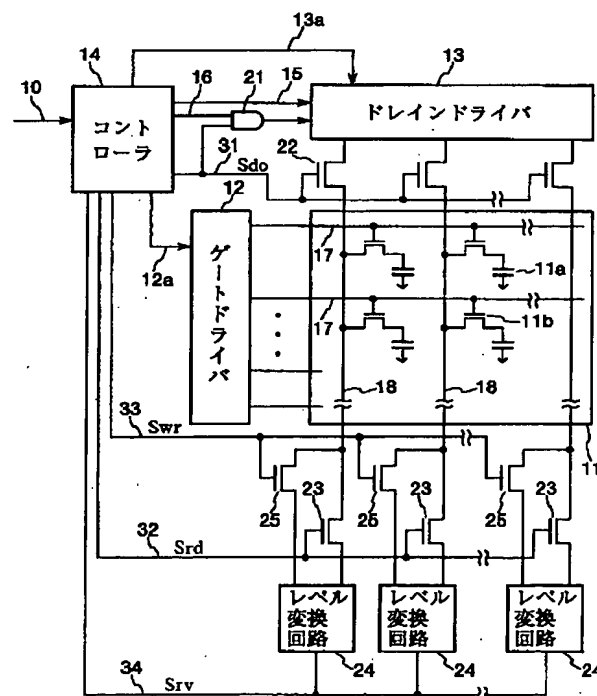 13a
14
13
10
16
21
15
コント
ローラ
ドレインドライバ
31
Sdo
22
12
12a
ゲートドライバ
17
11a
17
11b
18
18
33
Swr
11
25
23
25
23
25
23
32
Srd
レベル
変換
回路
レベル
変換
回路
レベル
変換
回路
24
24
24
34
Srv